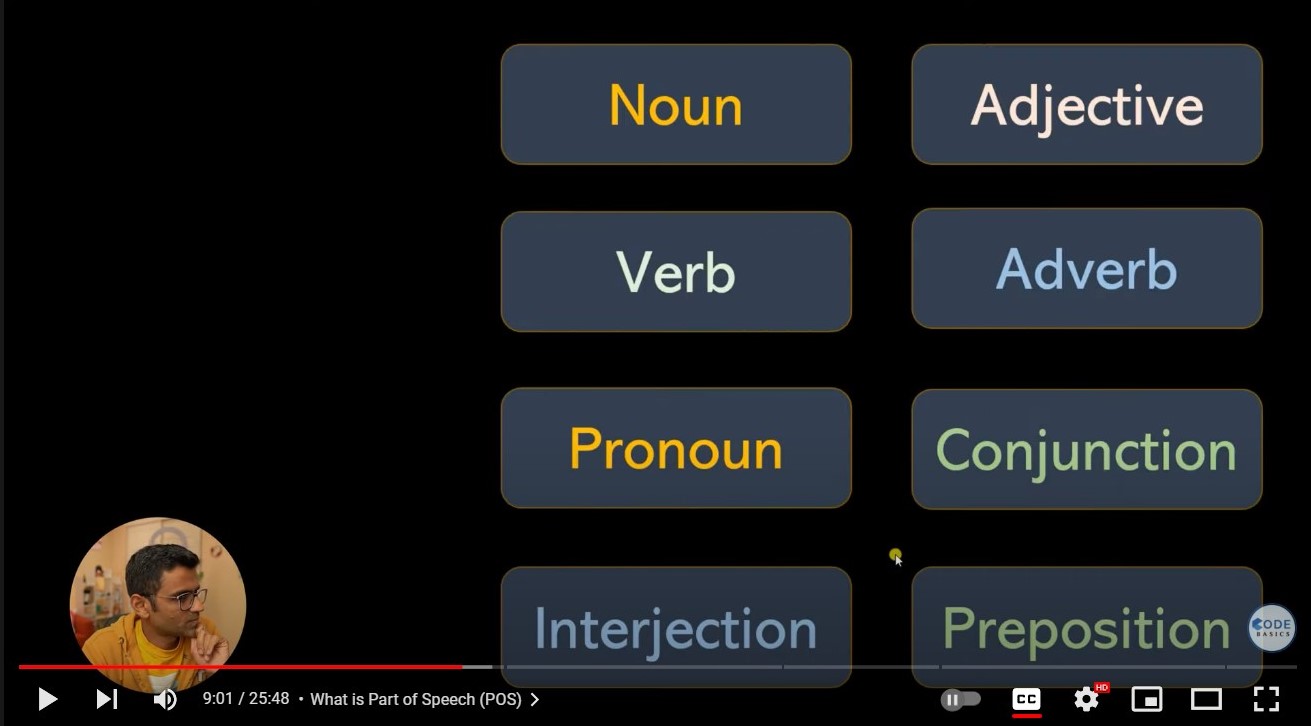 Noun
Adjective
Verb
Adverb
Pronoun
Conjunction
Interjection
Preposition
CODE
BASICS
9:01 / 25:48 • What is Part of Speech (POS)
CC
HD